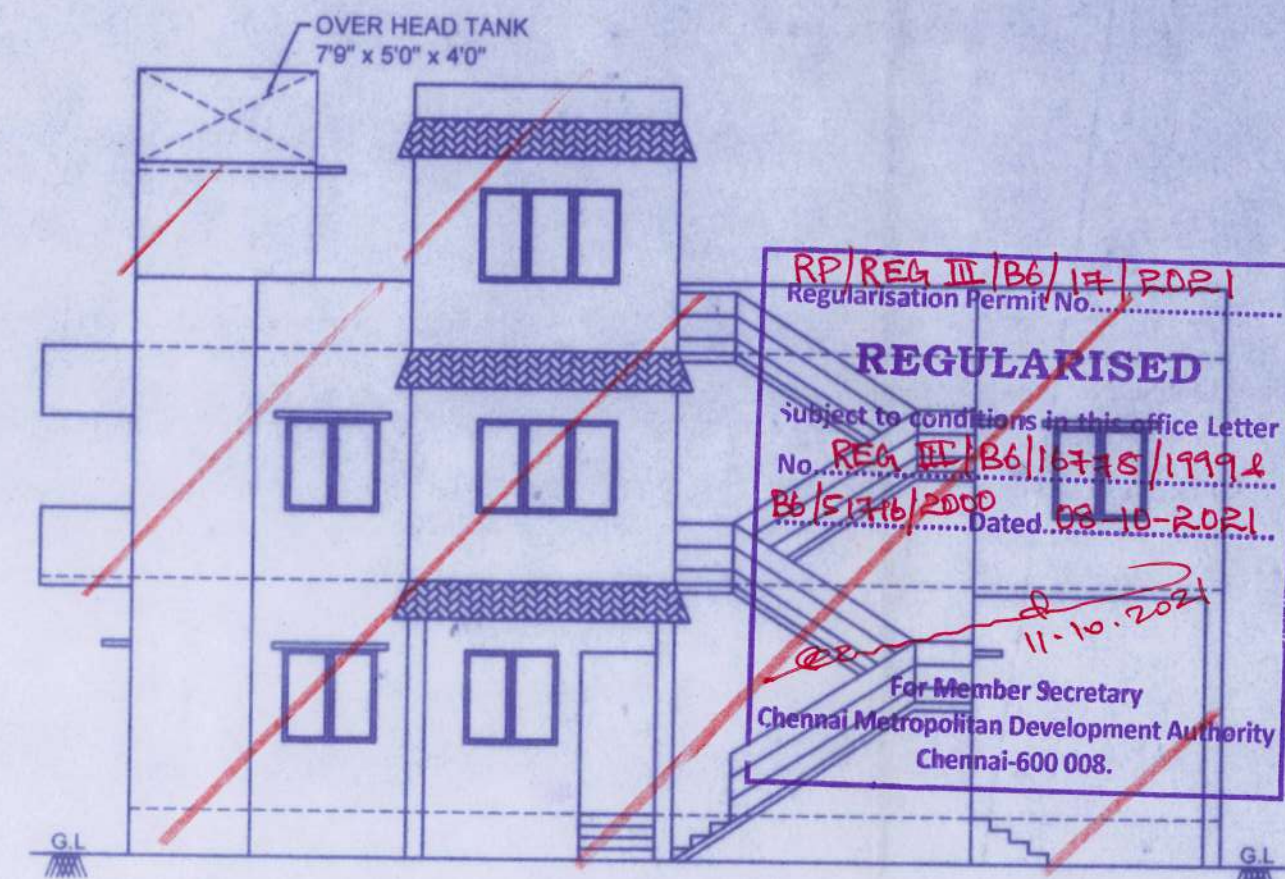 OVER HEAD TANK
7'9" x 5'0" x 4'0"
RP/REG III/B6/17/2021
Regularisation Permit No.
REGULARISED
Subject to conditions in this office Letter
No. REG III/B6/16778/1999 &
B6/51716/2000 Dated 08-10-2021
11.10.2021
For Member Secretary
Chennai Metropolitan Development Authority
Chennai-600 008.
G.L
G.L